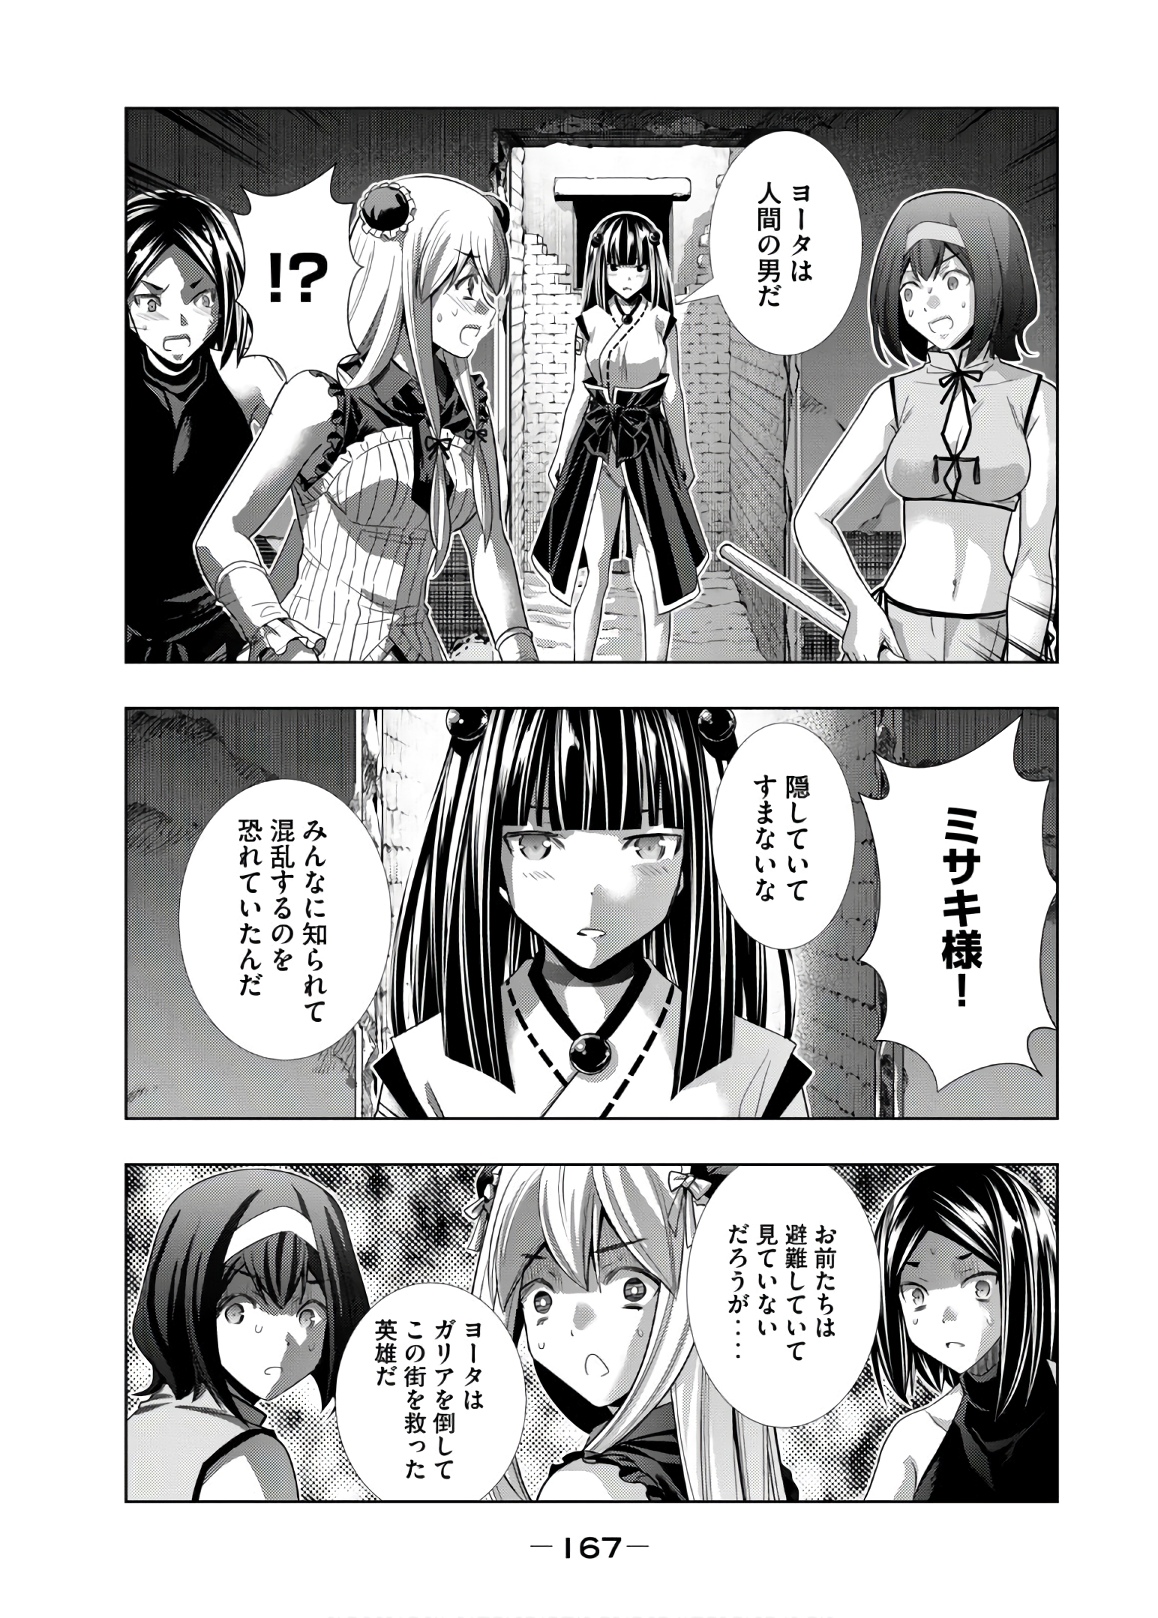 ヨータは
人間の男だ
!?
ミサキ様！
隠していて
すまないな
みんなに知られて
混乱するのを
恐れていたんだ
お前たちは
避難していて
見ていない
だろうが‥‥
ヨータは
ガリアを倒して
この街を救った
英雄だ
—167—